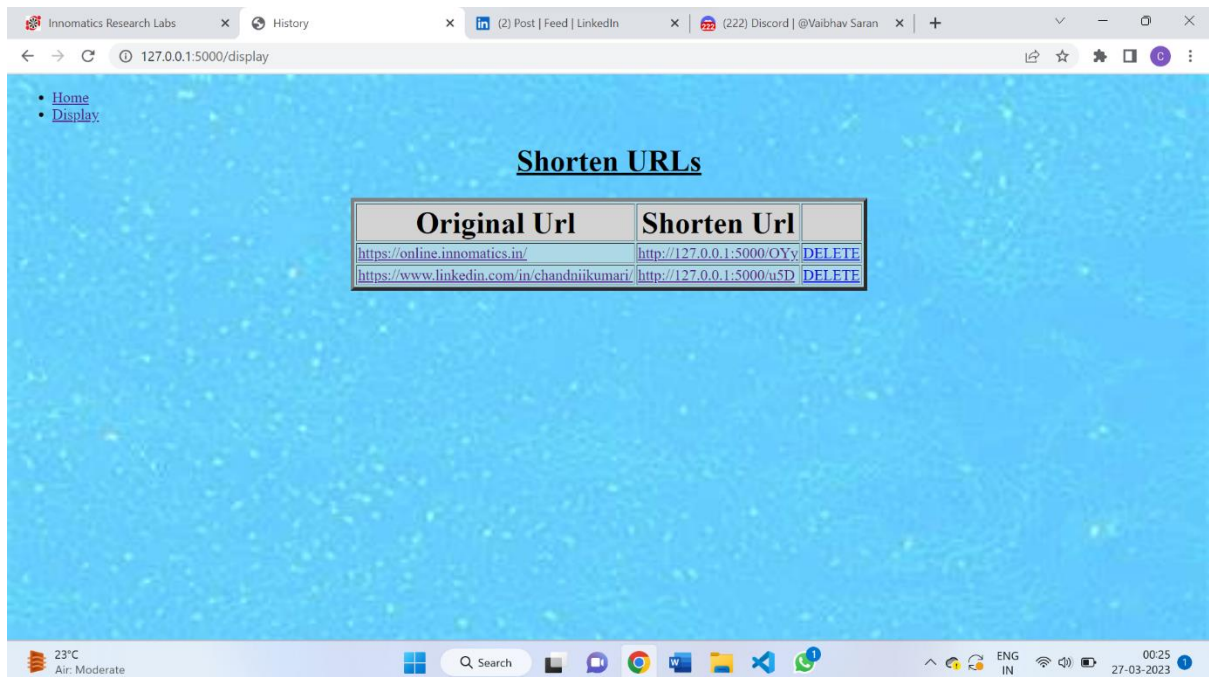 Innomatics Research Labs
History
(2) Post | Feed | LinkedIn
(222) Discord | @Vaibhav Saran
127.0.0.1:5000/display
C
Home
Display
Shorten URLs
Original Url Shorten Url
https://online.innomatics.in/ http://127.0.0.1:5000/OYy DELETE
https://www.linkedin.com/in/chandniikumari/ http://127.0.0.1:5000/u5D DELETE
23°C
Air: Moderate
Search
1
ENG
IN
00:25
27-03-2023
1